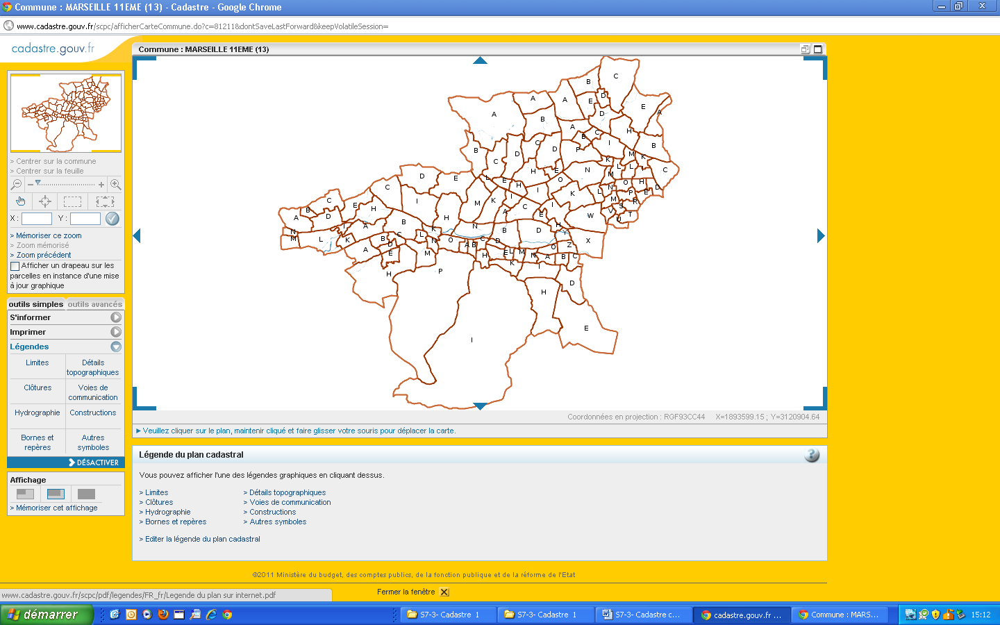 Commune : MARSEILLE 11EME (13) - Cadastre - Google Chrome
www.cadastre.gouv.fr/scpc/afficherCarteCommune.do?c=81211&dontSaveLastForward&keepVolatileSession=
cadastre.gouv.fr
Commune : MARSEILLE 11EME (13)
> Centrer sur la commune
> Centrer sur la feuille
X :
Y :
> Mémoriser ce zoom
> Zoom mémorisé
> Zoom précédent
Afficher un drapeau sur les
parcelles en instance d'une mise
à jour graphique
outils simples outils avancés
S'informer
Imprimer
Légendes
Limites
Détails
topographiques
Clôtures
Voies de
communication
Hydrographie
Constructions
Bornes et
repères
Autres
symboles
DÉSACTIVER
Affichage
> Mémoriser cet affichage
C
B
D
A A E E
A B D A
A C H
B I
B C D P M K B
C D H E N K L L I C
D E L E H O M O H D
C I I K L N P E
E H M K C I M R
A B C D I A B H N A E W V S T U
N M L K I A B C L K N O A B C D H Y X
A B D E M H E L M N A O B Z C
K I
H P D
H
I E
Coordonnées en projection : RGF93CC44 X=1893599.15 ; Y=3120904.64
Veuillez cliquer sur le plan, maintenir cliqué et faire glisser votre souris pour déplacer la carte.
Légende du plan cadastral
?
Vous pouvez afficher l'une des légendes graphiques en cliquant dessus.
> Limites > Détails topographiques
> Clôtures > Voies de communication
> Hydrographie > Constructions
> Bornes et repères > Autres symboles
> Editer la légende du plan cadastral
©2011 Ministère du budget, des comptes publics, de la fonction publique et de la réforme de l'Etat
Fermer la fenêtre
www.cadastre.gouv.fr/scpc/pdf/legendes/FR_fr/Legende du plan sur internet.pdf
démarrer
S7-3- Cadastre 1
S7-3- Cadastre 1
S7-3- Cadastre c...
cadastre.gouv.fr ...
Commune : MARS...
15:12